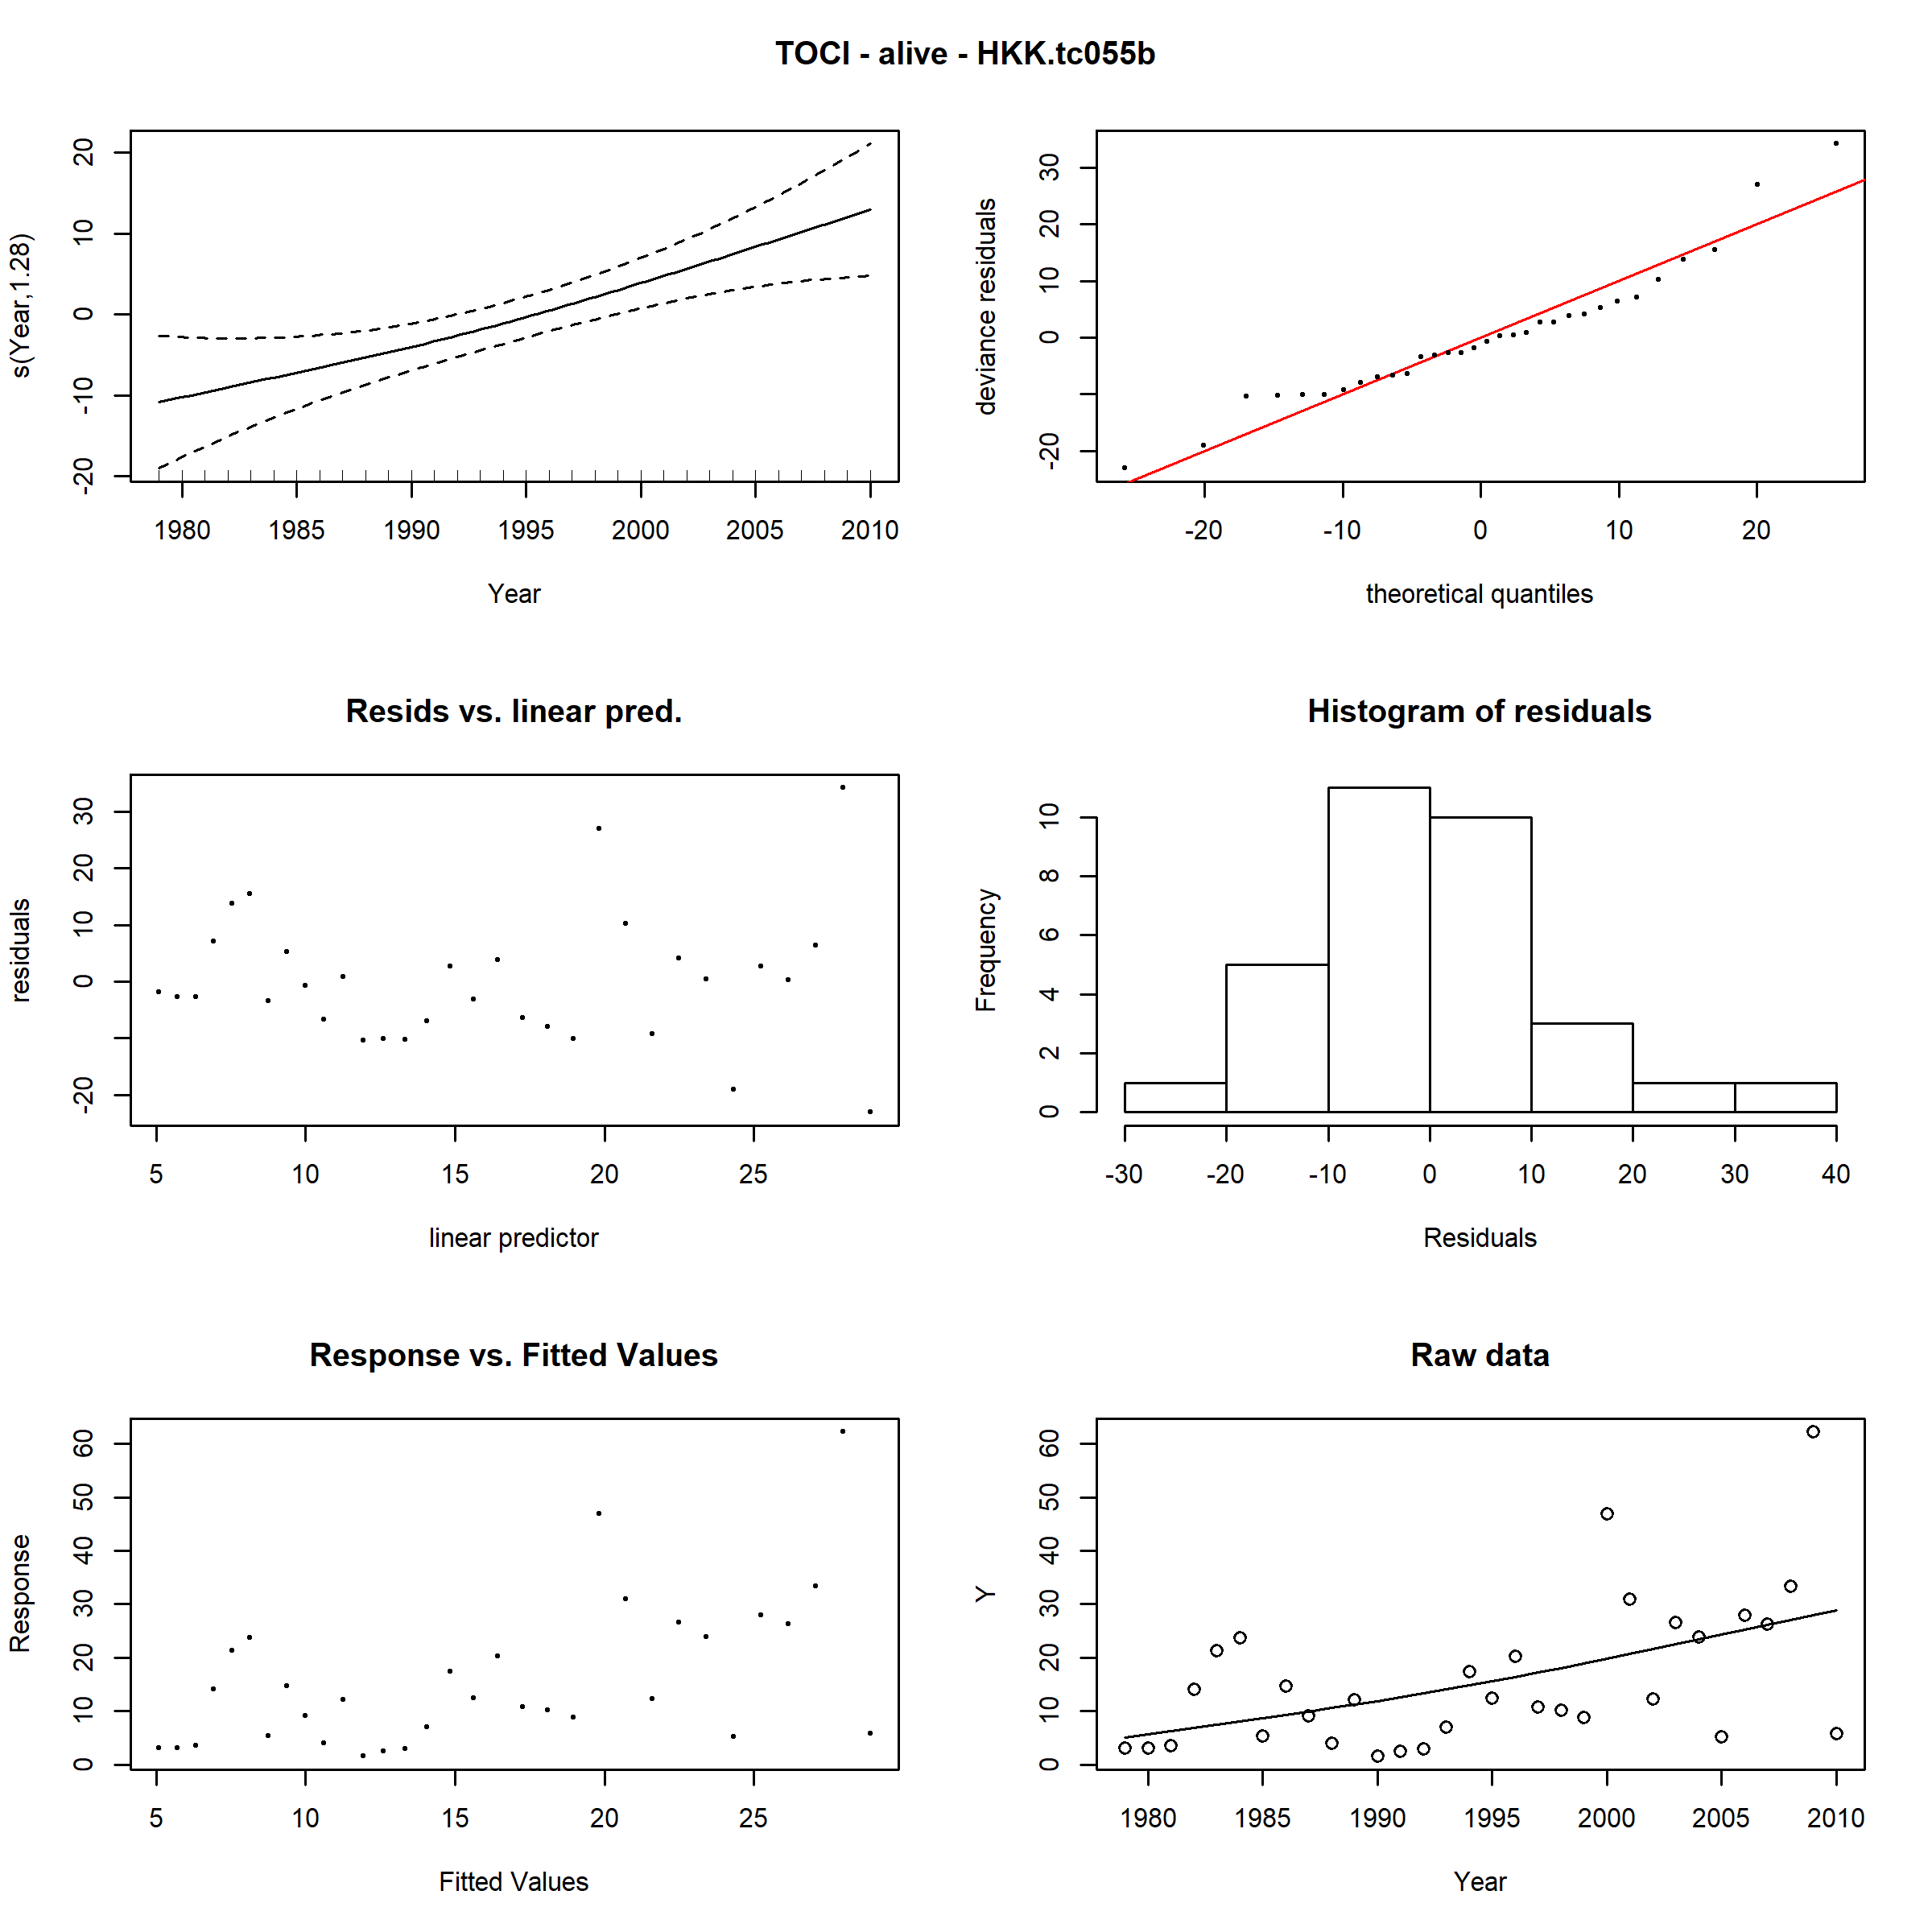 TOCI - alive - HKK.tc055b
s(Year,1.28)
20
10
0
-10
-20
1980 1985 1990 1995 2000 2005 2010
Year
deviance residuals
30
20
10
0
-20
-20 -10 0 10 20
theoretical quantiles
Resids vs. linear pred.
residuals
30
20
10
0
-20
5 10 15 20 25
linear predictor
Histogram of residuals
Frequency
10
8
6
4
2
0
-30 -20 -10 0 10 20 30 40
Residuals
Response vs. Fitted Values
Response
60
50
40
30
20
10
0
5 10 15 20 25
Fitted Values
Raw data
Y
60
50
40
30
20
10
0
1980 1985 1990 1995 2000 2005 2010
Year